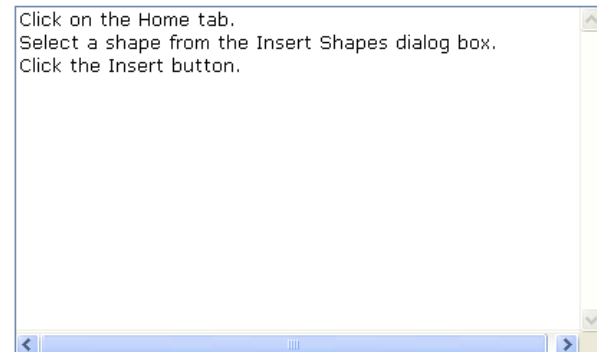 Click on the Home tab.
Select a shape from the Insert Shapes dialog box.
Click the Insert button.